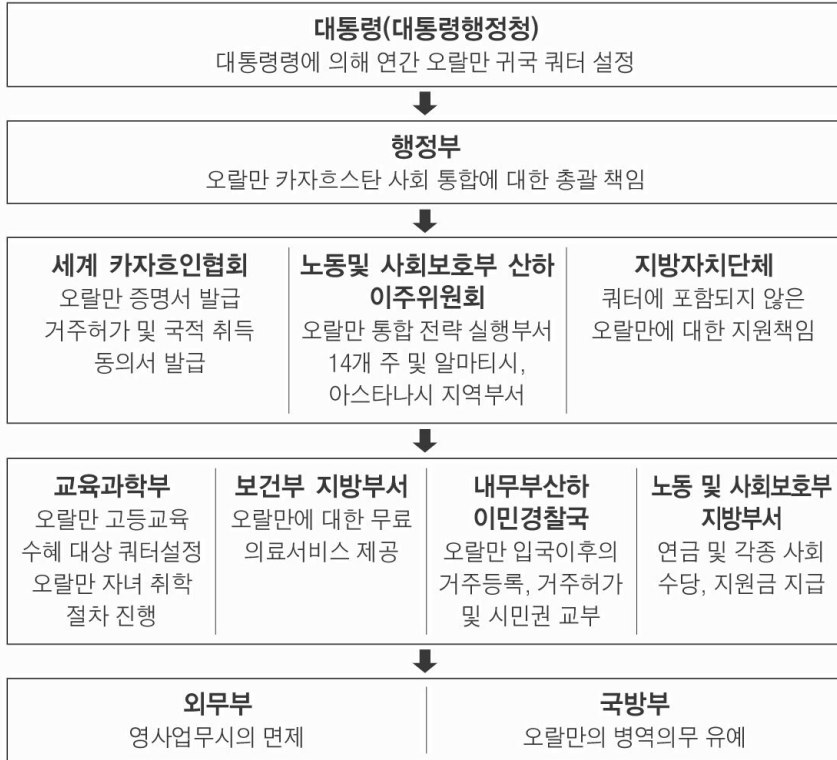 대통령(대통령행정청)
대통령령에 의해 연간 오랄만 귀국 쿼터 설정
행정부
오랄만 카자흐스탄 사회 통합에 대한 총괄 책임
세계 카자흐인협회
오랄만 증명서 발급
거주허가 및 국적 취득
동의서 발급
노동및 사회보호부 산하
이주위원회
오랄만 통합 전략 실행부서
14개 주 및 알마티시,
아스타나시 지역부서
지방자치단체
쿼터에 포함되지 않은
오랄만에 대한 지원책임
교육과학부
오랄만 고등교육
수혜 대상 쿼터설정
오랄만 자녀 취학
절차 진행
보건부 지방부서
오랄만에 대한 무료
의료서비스 제공
내무부산하
이민경찰국
오랄만 입국이후의
거주등록, 거주허가
및 시민권 교부
노동 및 사회보호부
지방부서
연금 및 각종 사회
수당, 지원금 지급
외무부
영사업무시의 면제
국방부
오랄만의 병역의무 유예